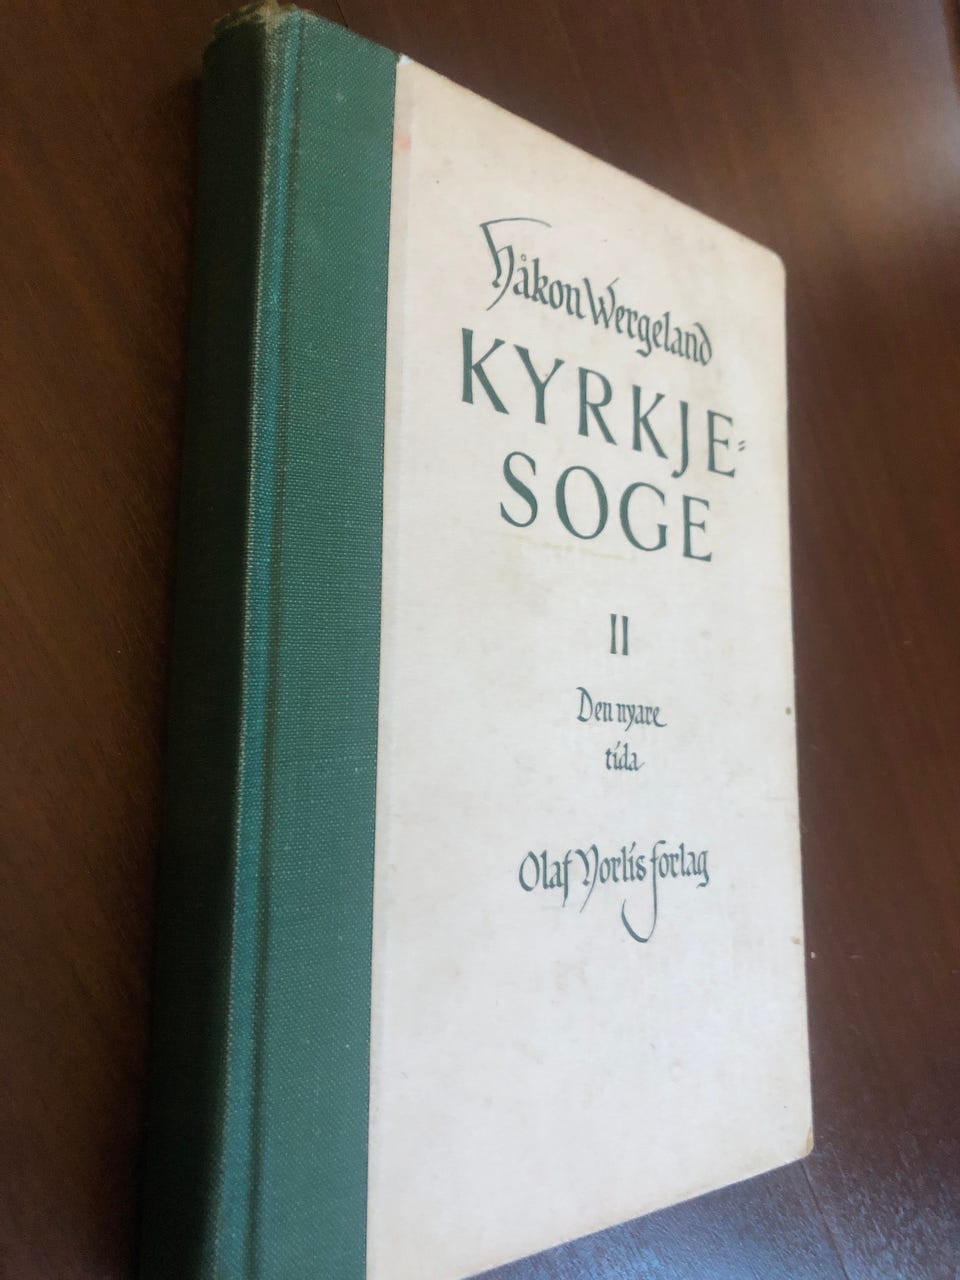 Håkon Wergeland
KYRKJE-
SOGE
II
Den nyare
tida
Olaf Norlis forlag